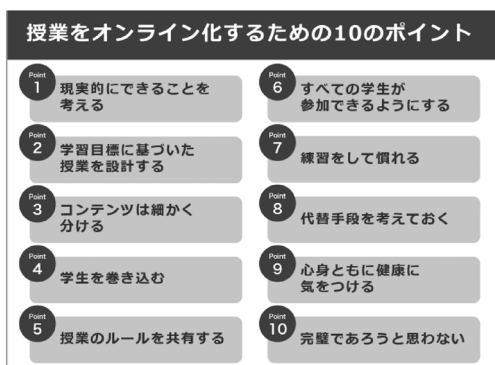 授業をオンライン化するための10のポイント
Point
1
現実的にできることを
考える
Point
2
学習目標に基づいた
授業を設計する
Point
3
コンテンツは細かく
分ける
Point
4
学生を巻き込む
Point
5
授業のルールを共有する
Point
6
すべての学生が
参加できるようにする
Point
7
練習をして慣れる
Point
8
代替手段を考えておく
Point
9
心身ともに健康に
気をつける
Point
10
完璧であろうと思わない